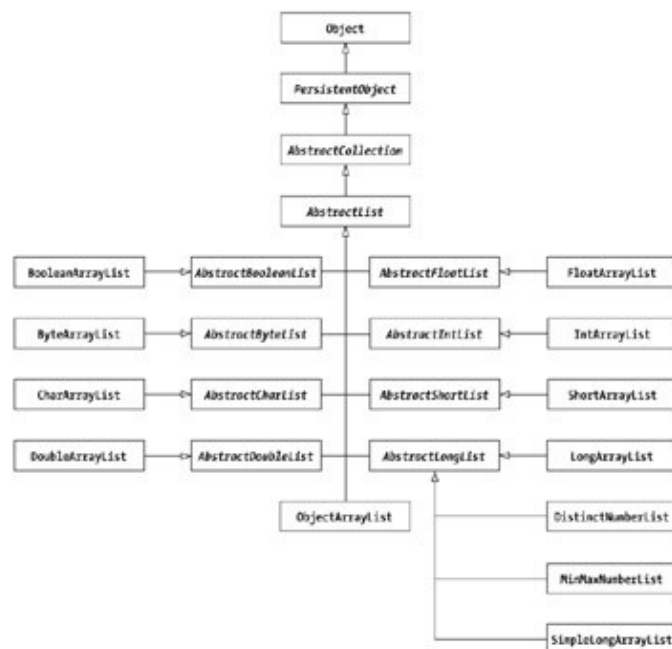 Object
PersistentObject
AbstractCollection
AbstractList
BooleanArrayList
AbstractBooleanList
AbstractFloatList
FloatArrayList
ByteArrayList
AbstractByteList
AbstractIntList
IntArrayList
CharArrayList
AbstractCharList
AbstractShortList
ShortArrayList
DoubleArrayList
AbstractDoubleList
AbstractLongList
LongArrayList
ObjectArrayList
DistinctNumberList
MinMaxNumberList
SimpleLongArrayList